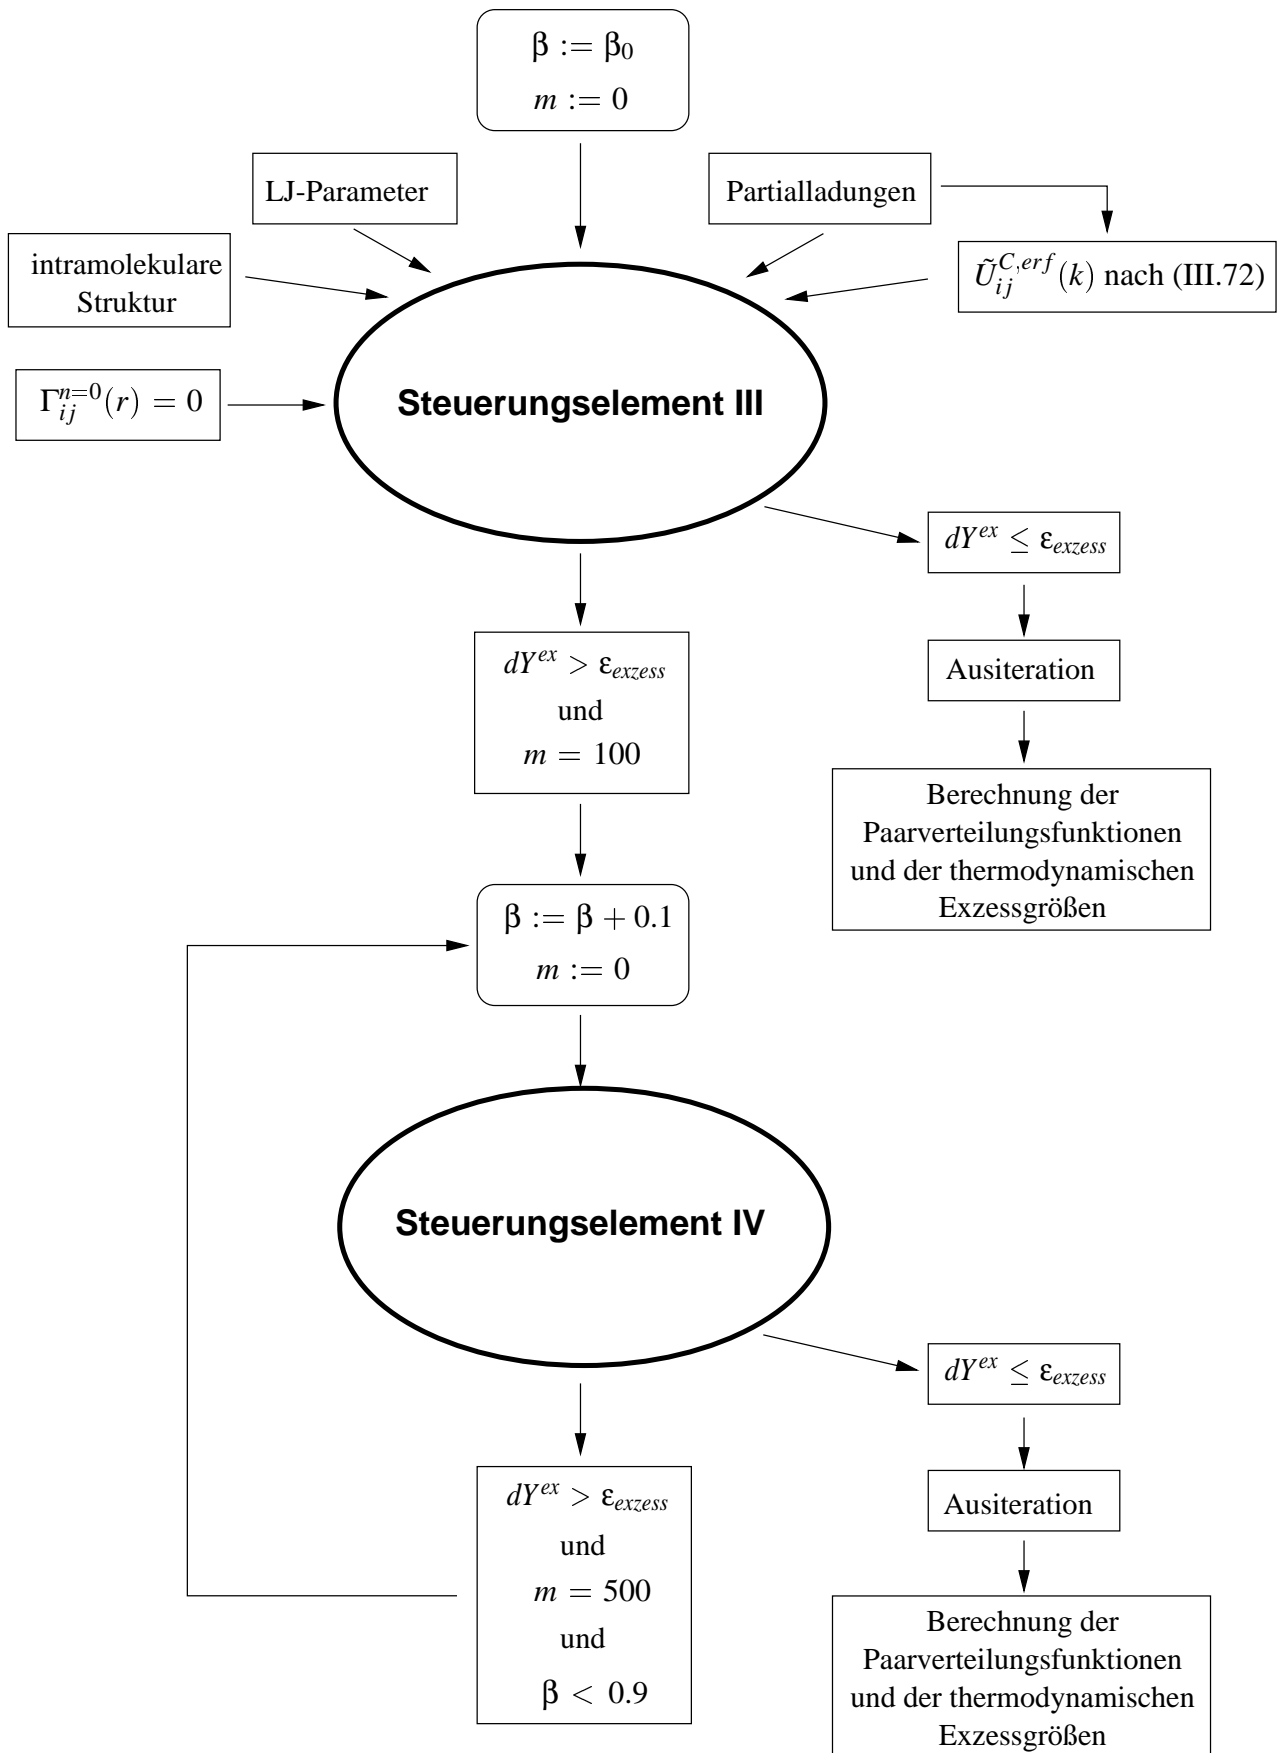 β := β₀
m := 0
LJ-Parameter
Partialladungen
intramolekulare
Struktur
Ũ_{ij}^{C,erf}(k) nach (III.72)
Γ_{ij}^{n=0}(r) = 0
Steuerungselement III
dY^{ex} ≤ ε_{exzess}
Ausiteration
Berechnung der
Paarverteilungsfunktionen
und der thermodynamischen
Exzessgrößen
dY^{ex} > ε_{exzess}
und
m = 100
β := β + 0.1
m := 0
Steuerungselement IV
dY^{ex} ≤ ε_{exzess}
Ausiteration
Berechnung der
Paarverteilungsfunktionen
und der thermodynamischen
Exzessgrößen
dY^{ex} > ε_{exzess}
und
m = 500
und
β < 0.9